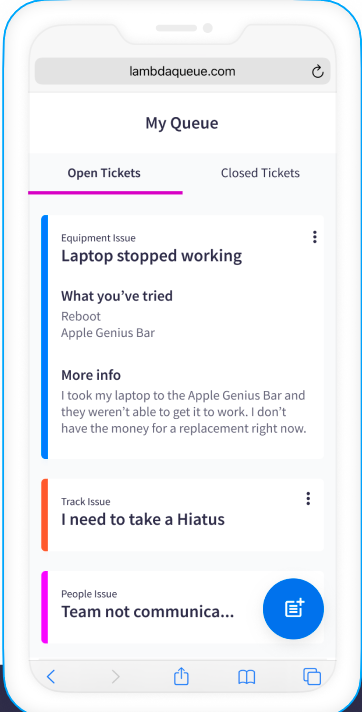 lambdaqueue.com
My Queue
Open Tickets
Closed Tickets
Equipment Issue
Laptop stopped working
What you’ve tried
Reboot
Apple Genius Bar
More info
I took my laptop to the Apple Genius Bar and
they weren’t able to get it to work. I don’t
have the money for a replacement right now.
Track Issue
I need to take a Hiatus
People Issue
Team not communica...